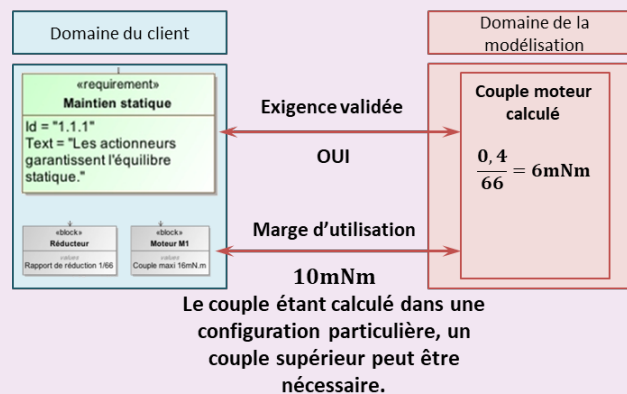 Domaine du client
Domaine de la
modélisation
«requirement»
Maintien statique
Id = "1.1.1"
Text = "Les actionneurs
garantissent l'équilibre
statique."
Exigence validée
OUI
Couple moteur
calculé
0,4
66 = 6mNm
«block»
Réducteur
values
Rapport de réduction 1/66
«block»
Moteur M1
values
Couple maxi 16mN.m
Marge d'utilisation
10mNm
Le couple étant calculé dans une
configuration particulière, un
couple supérieur peut être
nécessaire.